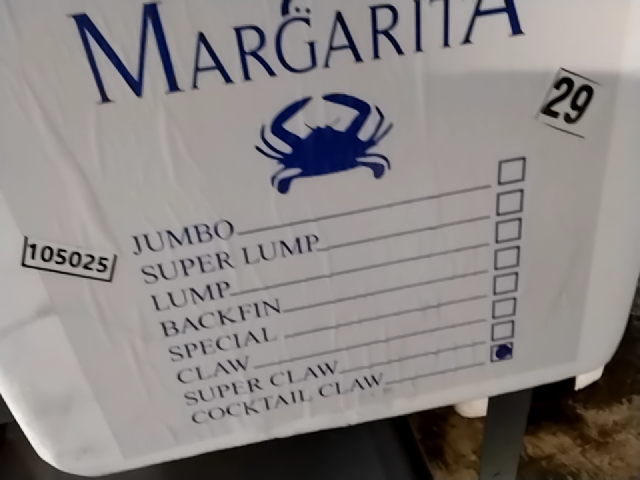 MARGARITA
29
JUMBO
SUPER LUMP
105025
LUMP
BACKFIN
SPECIAL
CLAW
SUPER CLAW
COCKTAIL CLAW